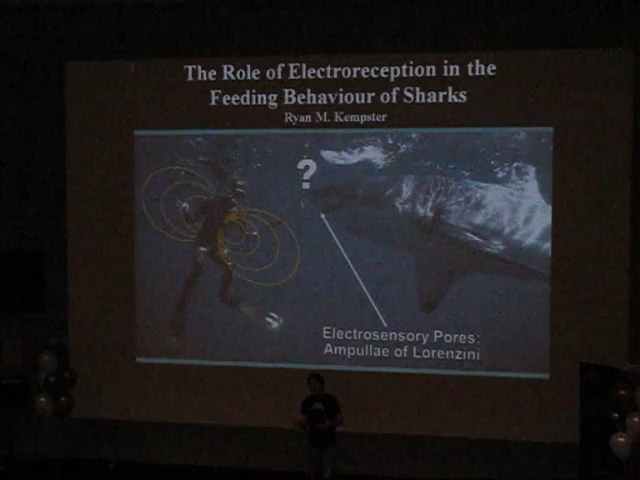 The Role of Electroreception in the
Feeding Behaviour of Sharks
Ryan M. Kempster
?
Electrosensory Pores:
Ampullae of Lorenzini